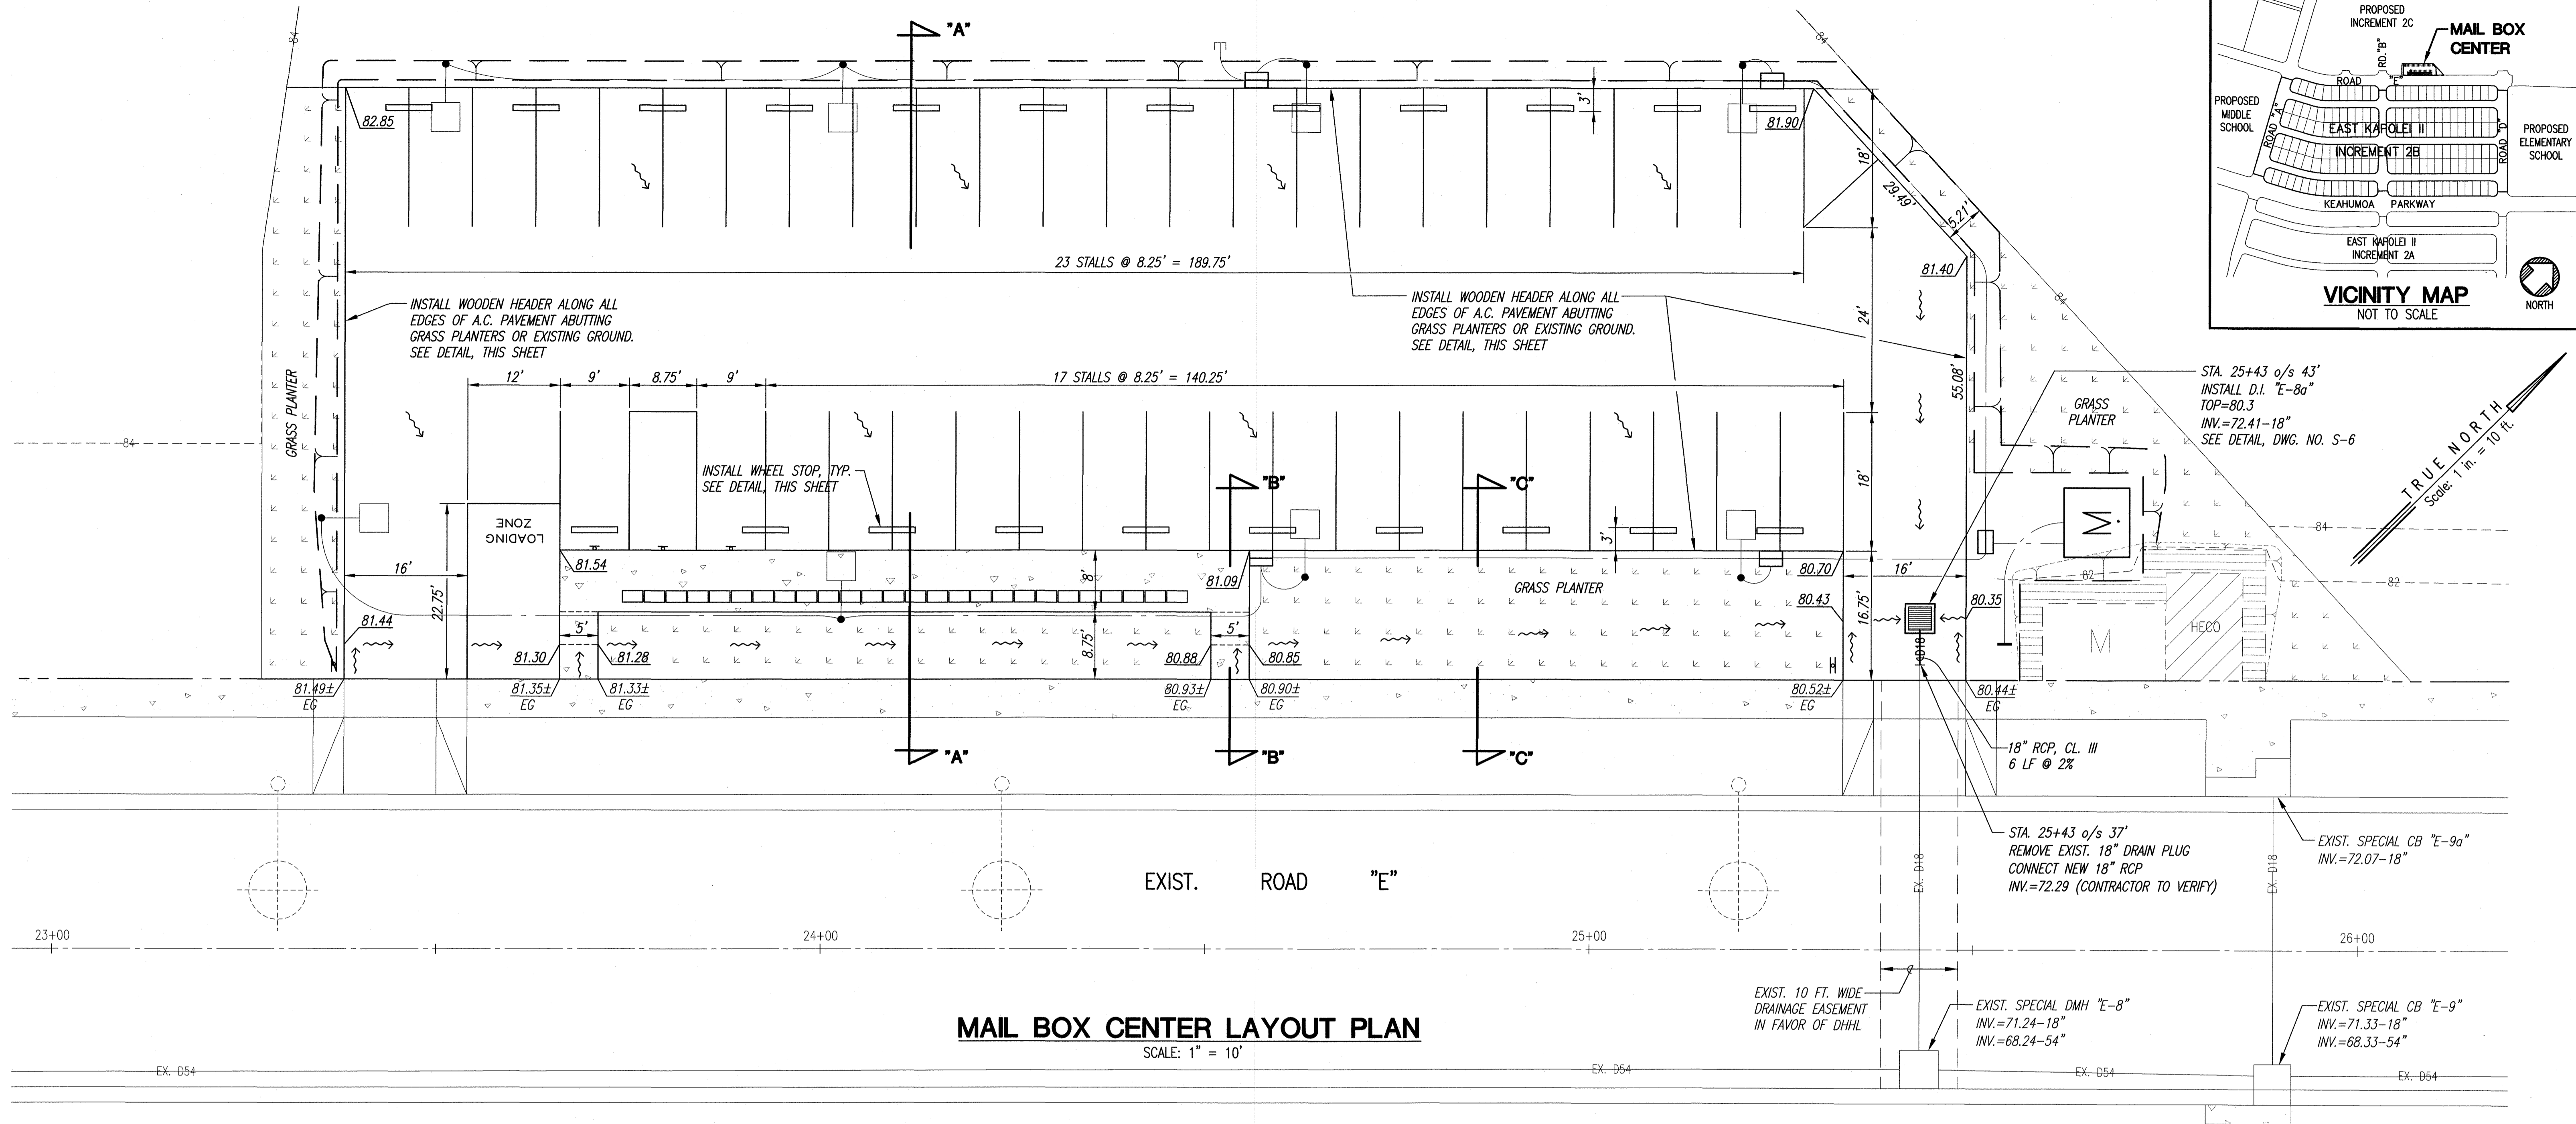 84
"A"
82.85
3'
81.90
18'
29.49'
5.21'
84
PROPOSED
INCREMENT 2C
MAIL BOX
CENTER
RD."B"
ROAD "E"
PROPOSED
MIDDLE
SCHOOL
ROAD "A"
EAST KAPOLEI II
INCREMENT 2B
ROAD "D"
PROPOSED
ELEMENTARY
SCHOOL
KEAHUMOA PARKWAY
EAST KAPOLEI II
INCREMENT 2A
VICINITY MAP
NOT TO SCALE
NORTH
23 STALLS @ 8.25' = 189.75'
81.40
84
INSTALL WOODEN HEADER ALONG ALL
EDGES OF A.C. PAVEMENT ABUTTING
GRASS PLANTERS OR EXISTING GROUND.
SEE DETAIL, THIS SHEET
INSTALL WOODEN HEADER ALONG ALL
EDGES OF A.C. PAVEMENT ABUTTING
GRASS PLANTERS OR EXISTING GROUND.
SEE DETAIL, THIS SHEET
24'
55.08'
GRASS PLANTER
12'
9'
8.75'
9'
17 STALLS @ 8.25' = 140.25'
GRASS
PLANTER
STA. 25+43 o/s 43'
INSTALL D.I. "E-8a"
TOP=80.3
INV.=72.41-18"
SEE DETAIL, DWG. NO. S-6
TRUE NORTH
Scale: 1 in. = 10 ft.
84
INSTALL WHEEL STOP, TYP.
SEE DETAIL, THIS SHEET
"B"
"C"
18'
LOADING
ZONE
3'
M
84
16'
22.75'
81.54
8'
81.09
GRASS PLANTER
80.70
16'
82
82
81.44
5'
8.75'
5'
80.43
16.75'
80.35
81.30
81.28
80.88
80.85
CD18
M
HECO
81.49±
EG
81.35±
EG
81.33±
EG
80.93±
EG
80.90±
EG
80.52±
EG
80.44±
EG
"A"
"B"
"C"
18" RCP, CL. III
6 LF @ 2%
STA. 25+43 o/s 37'
REMOVE EXIST. 18" DRAIN PLUG
CONNECT NEW 18" RCP
INV.=72.29 (CONTRACTOR TO VERIFY)
EXIST. SPECIAL CB "E-9a"
INV.=72.07-18"
EX. D18
EX. D18
EXIST. ROAD "E"
23+00
24+00
25+00
26+00
EXIST. 10 FT. WIDE
DRAINAGE EASEMENT
IN FAVOR OF DHHL
EXIST. SPECIAL DMH "E-8"
INV.=71.24-18"
INV.=68.24-54"
EXIST. SPECIAL CB "E-9"
INV.=71.33-18"
INV.=68.33-54"
MAIL BOX CENTER LAYOUT PLAN
SCALE: 1" = 10'
EX. D54
EX. D54
EX. D54
EX. D54